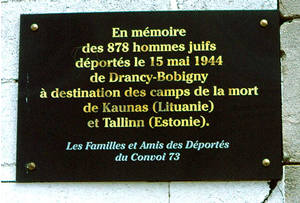 En mémoire
des 878 hommes juifs
déportés le 15 mai 1944
de Drancy-Bobigny
à destination des camps de la mort
de Kaunas (Lituanie)
et Tallinn (Estonie).
Les Familles et Amis des Déportés
du Convoi 73